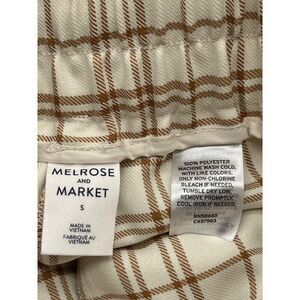 MELROSE
AND
MARKET
S
MADE IN
VIETNAM
FABRIQUÉ AU
VIETNAM
100% POLYESTER
MACHINE WASH COLD,
WITH LIKE COLORS,
ONLY NON-CHLORINE
BLEACH IF NEEDED,
TUMBLE DRY LOW,
REMOVE PROMPTLY,
COOL IRON IF NEEDED.
RN58669
CA57963